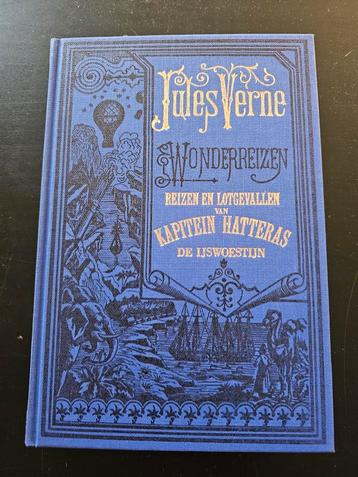 Jules Verne
Wonderreizen
REIZEN EN LOTGEVALLEN
VAN
KAPITEIN HATTERAS
DE IJSWOESTIJN